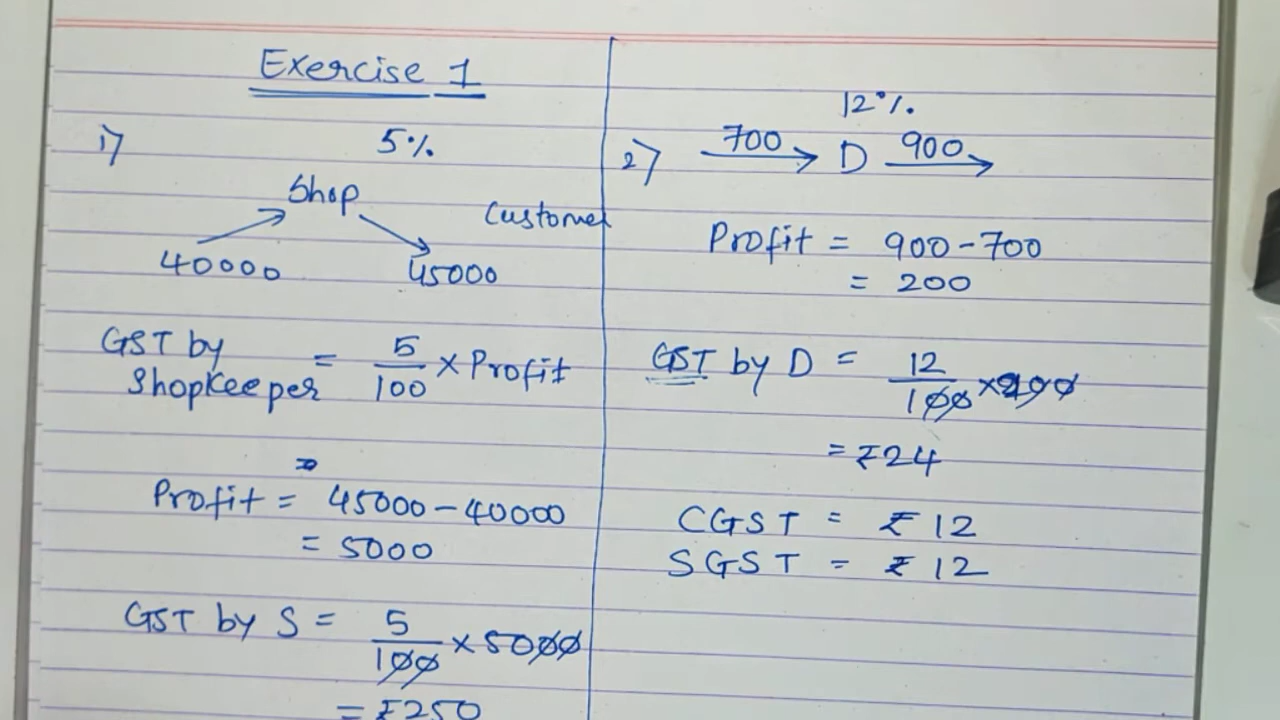 Exercise 1
1) 5%
Shop
Customer
40000 45000
GST by
Shopkeeper = 5/100 × Profit
=
Profit = 45000 - 40000
= 5000
GST by S = 5/100 × 5000
= ₹250
12%
2) 700 D 900
Profit = 900 - 700
= 200
GST by D = 12/100 × 200
= ₹24
CGST = ₹12
SGST = ₹12